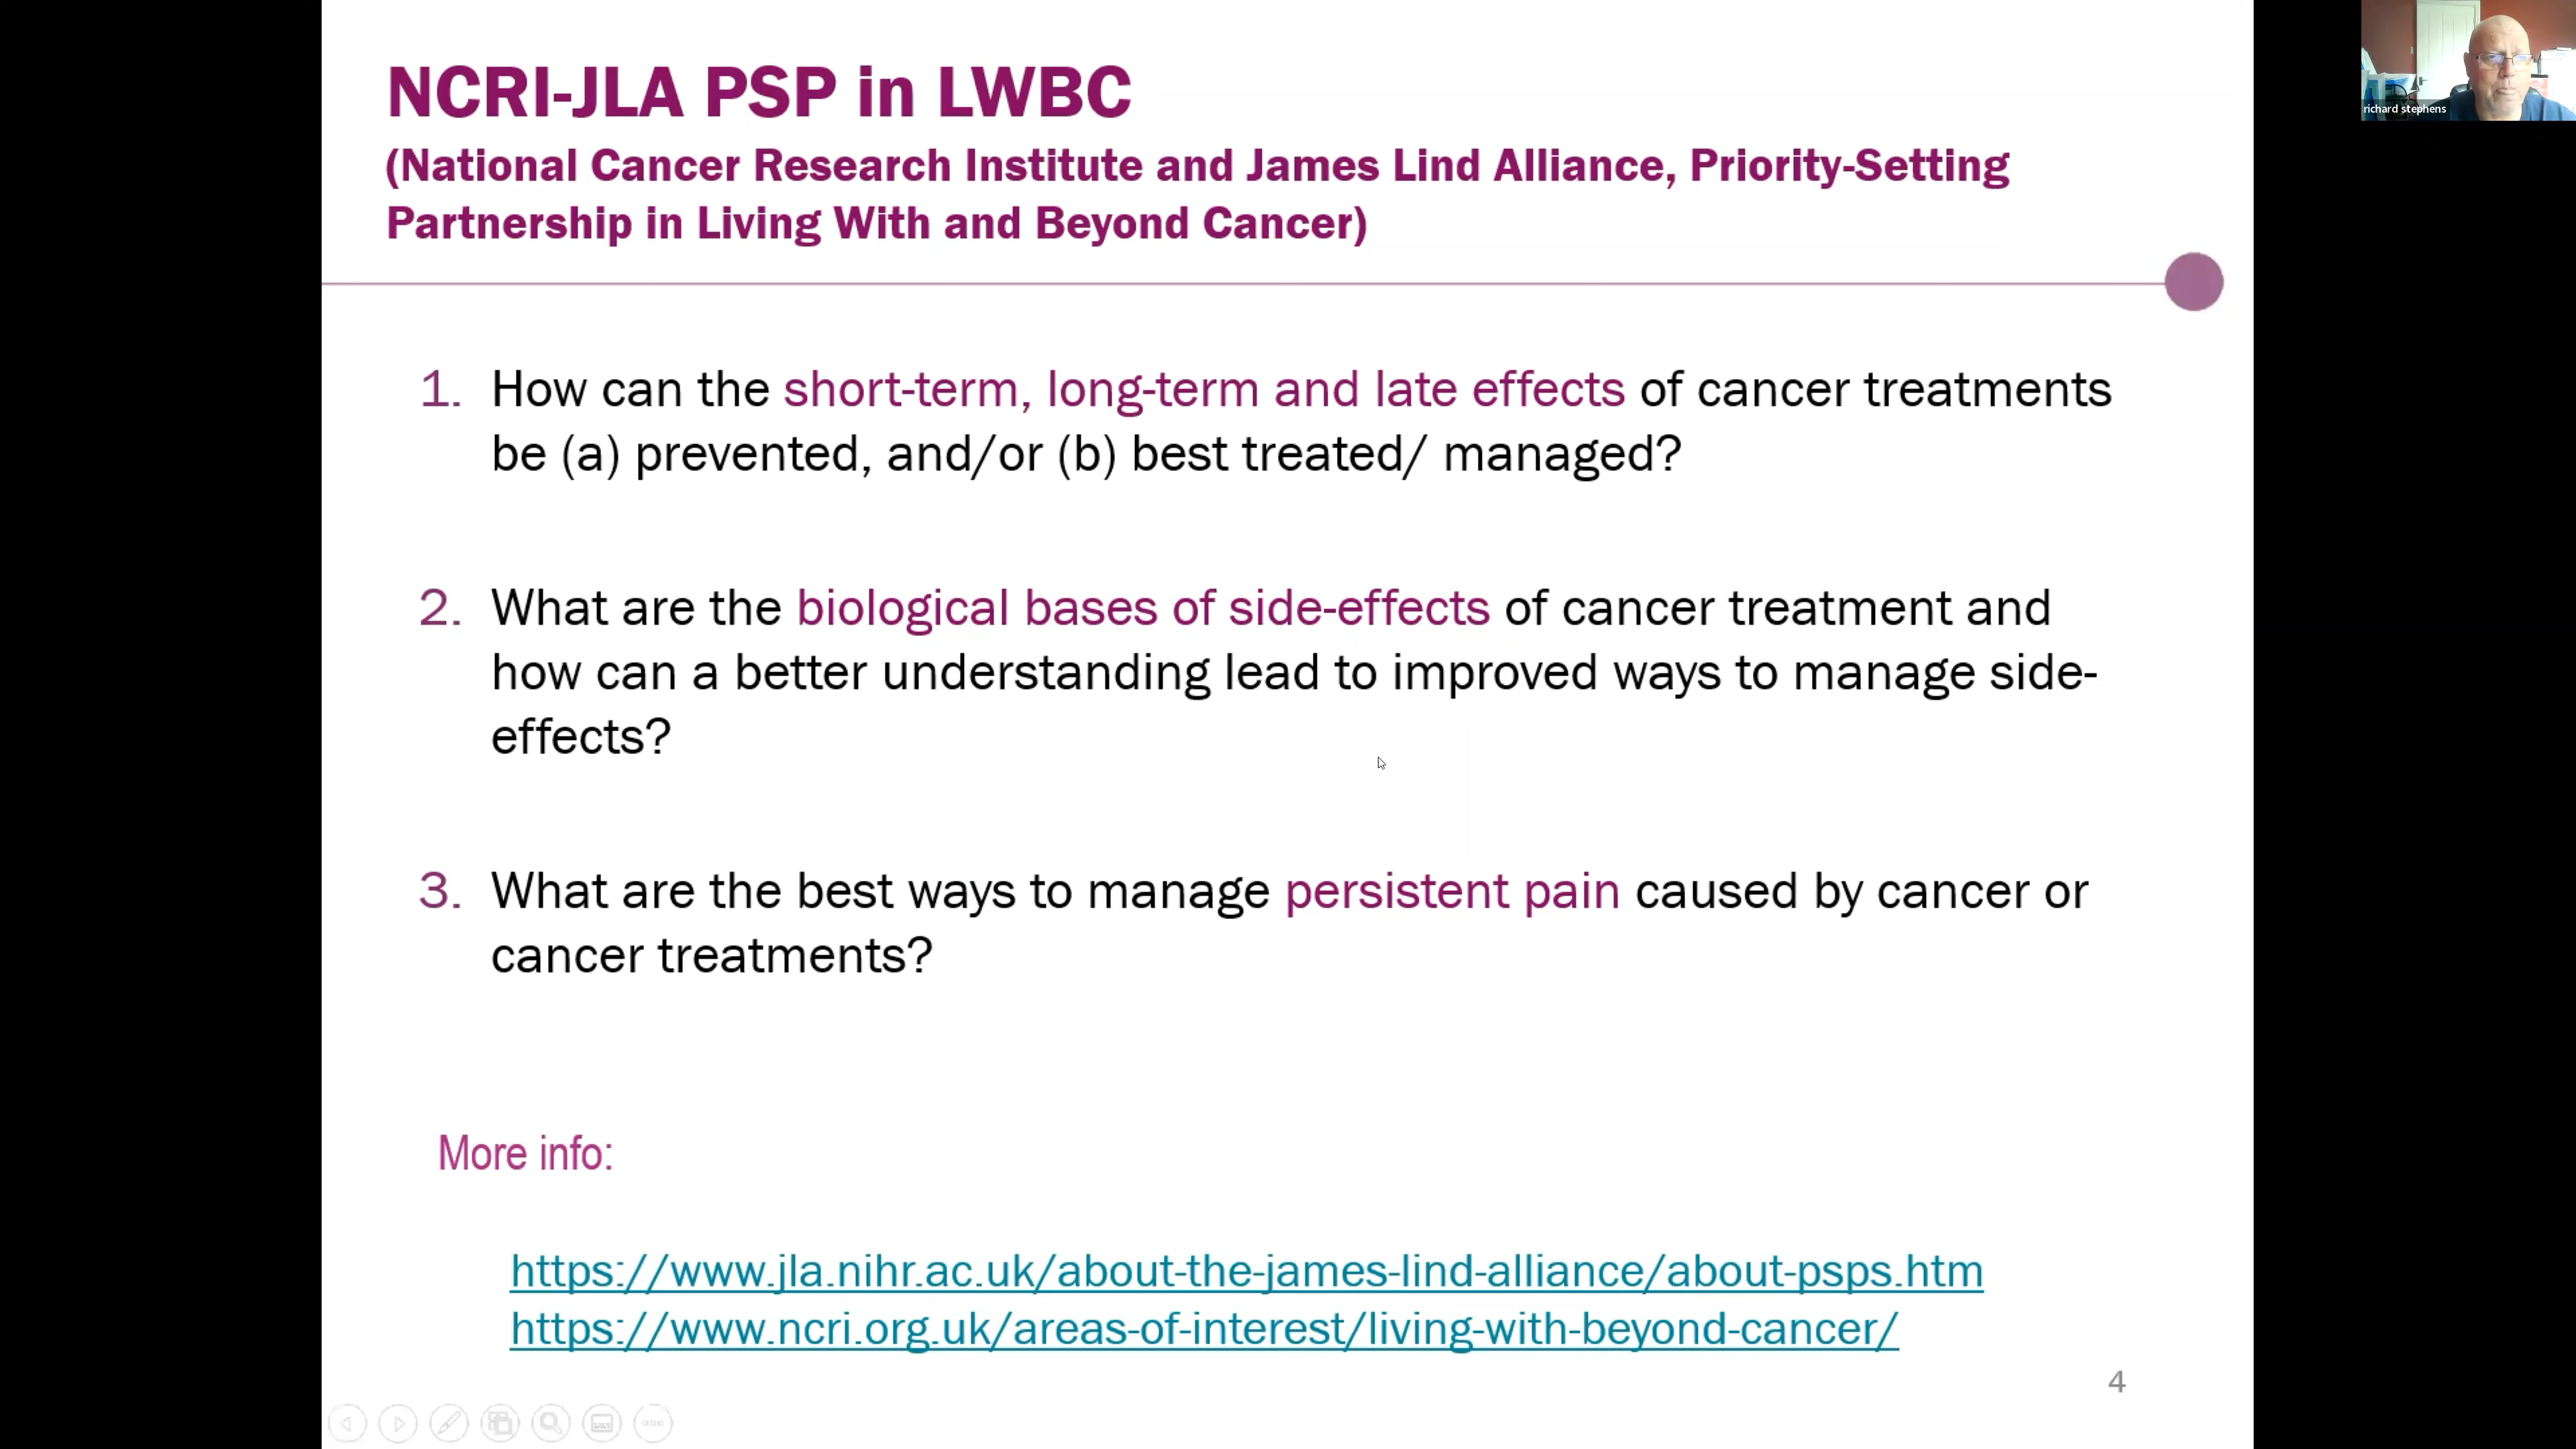 NCRI-JLA PSP in LWBC
(National Cancer Research Institute and James Lind Alliance, Priority-Setting
Partnership in Living With and Beyond Cancer)
richard stephens
1. How can the short-term, long-term and late effects of cancer treatments
be (a) prevented, and/or (b) best treated/ managed?
2. What are the biological bases of side-effects of cancer treatment and
how can a better understanding lead to improved ways to manage side-
effects?
3. What are the best ways to manage persistent pain caused by cancer or
cancer treatments?
More info:
https://www.jla.nihr.ac.uk/about-the-james-lind-alliance/about-psps.htm
https://www.ncri.org.uk/areas-of-interest/living-with-beyond-cancer/
4